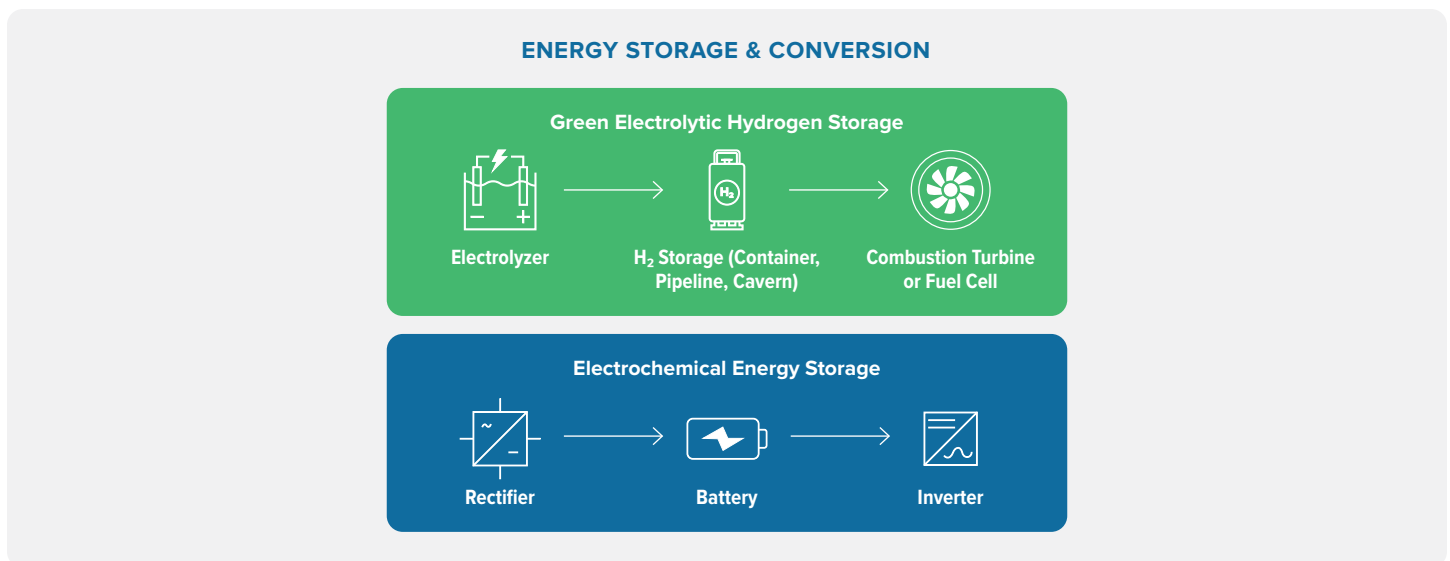 ENERGY STORAGE & CONVERSION
Green Electrolytic Hydrogen Storage
H₂
Electrolyzer
H₂ Storage (Container,
Pipeline, Cavern)
Combustion Turbine
or Fuel Cell
Electrochemical Energy Storage
Rectifier
Battery
Inverter